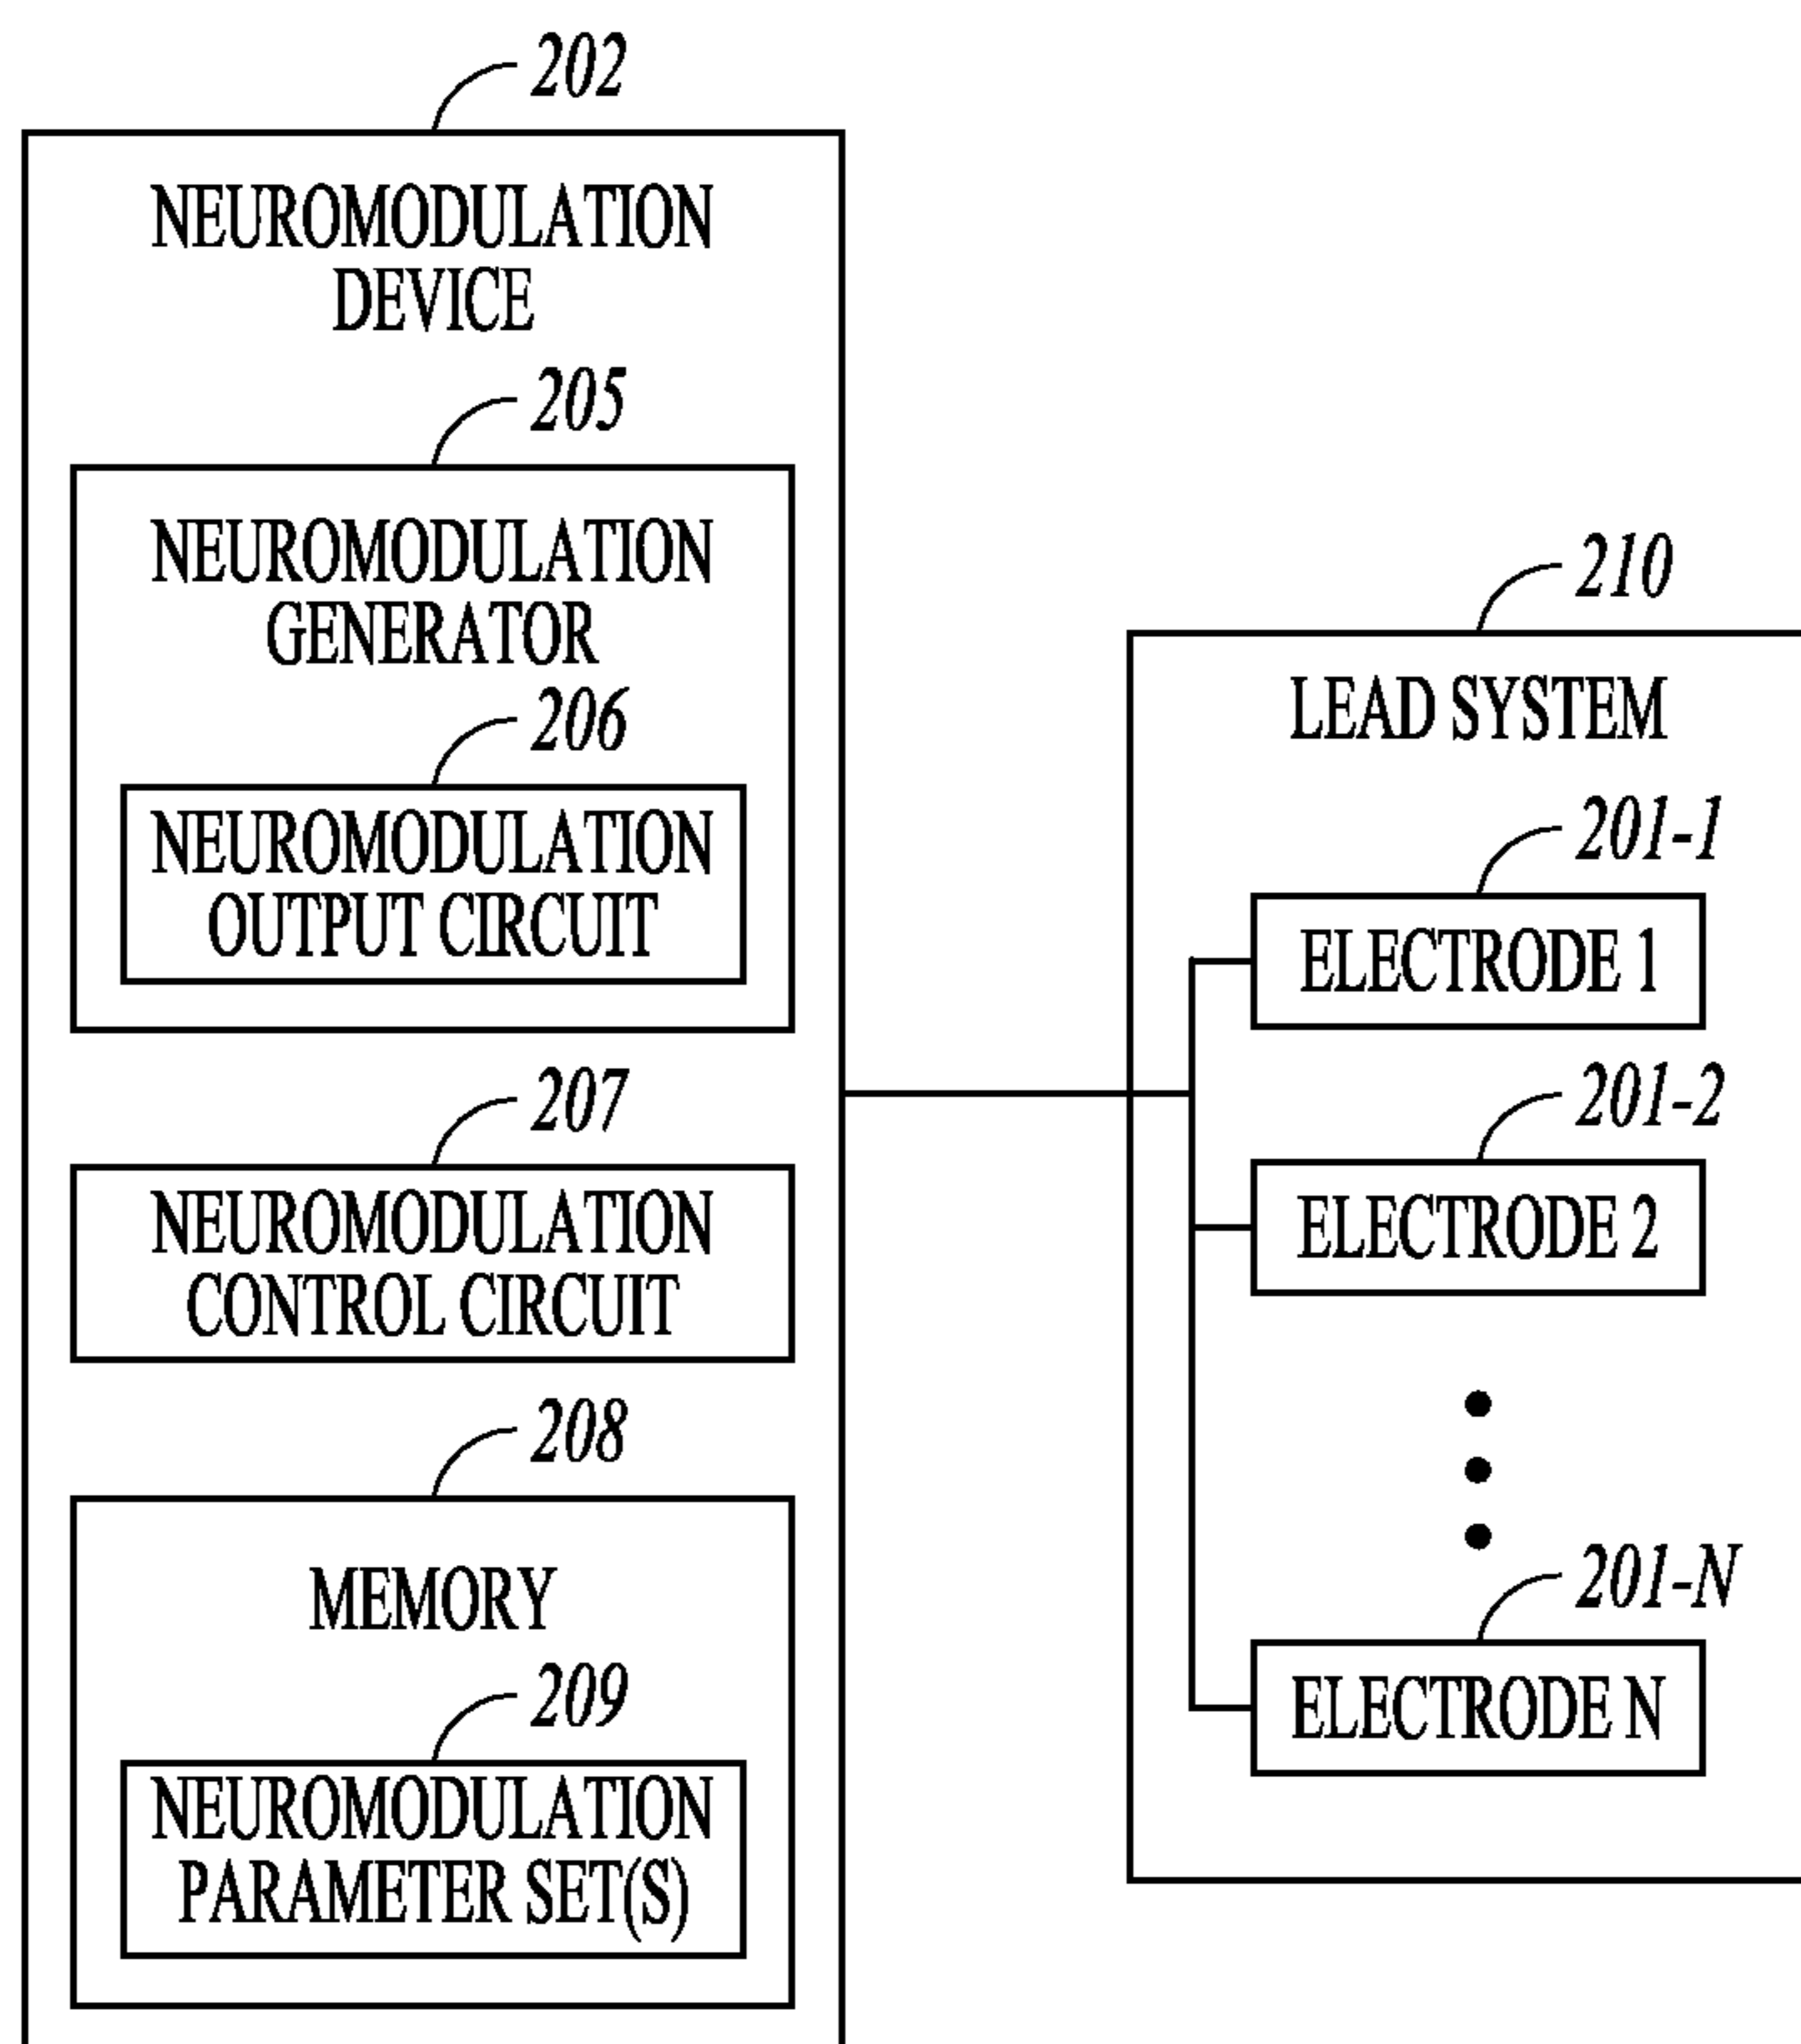 202
NEUROMODULATION
DEVICE
205
NEUROMODULATION
GENERATOR
206
NEUROMODULATION
OUTPUT CIRCUIT
207
NEUROMODULATION
CONTROL CIRCUIT
208
MEMORY
209
NEUROMODULATION
PARAMETER SET(S)
210
LEAD SYSTEM
201-1
ELECTRODE 1
201-2
ELECTRODE 2
201-N
ELECTRODE N